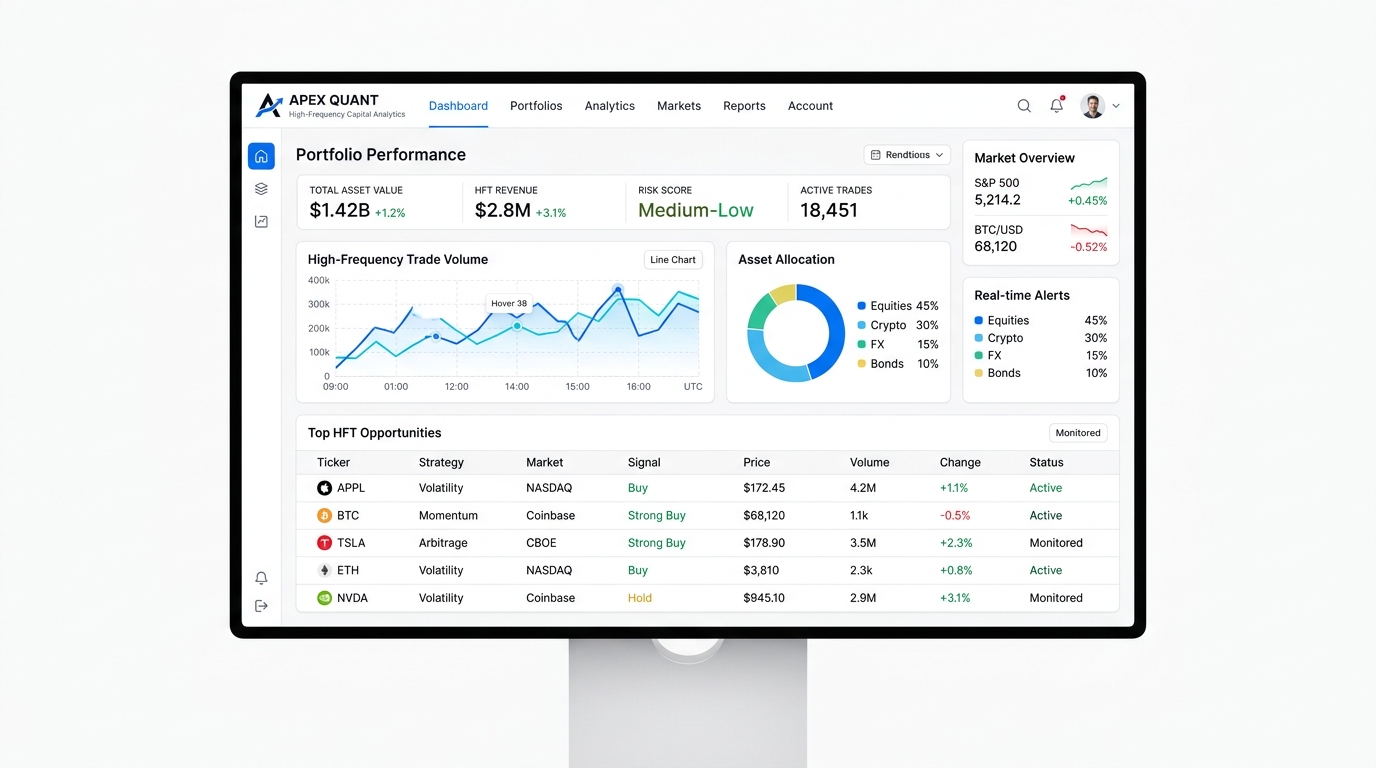 APEX QUANT
High-Frequency Capital Analytics
Dashboard Portfolios Analytics Markets Reports Account
Portfolio Performance
Rendtious
TOTAL ASSET VALUE
$1.42B +1.2%
HFT REVENUE
$2.8M +3.1%
RISK SCORE
Medium-Low
ACTIVE TRADES
18,451
Market Overview
S&P 500
5,214.2 +0.45%
BTC/USD
68,120 -0.52%
High-Frequency Trade Volume
Line Chart
400k
300k
200k
100k
0
Hover 38
09:00 01:00 12:00 14:00 15:00 16:00 UTC
Asset Allocation
Equities 45%
Crypto 30%
FX 15%
Bonds 10%
Real-time Alerts
Equities 45%
Crypto 30%
FX 15%
Bonds 10%
Top HFT Opportunities
Monitored
Ticker Strategy Market Signal Price Volume Change Status
APPL Volatility NASDAQ Buy $172.45 4.2M +1.1% Active
BTC Momentum Coinbase Strong Buy $68,120 1.1k -0.5% Active
TSLA Arbitrage CBOE Strong Buy $178.90 3.5M +2.3% Monitored
ETH Volatility NASDAQ Buy $3,810 2.3k +0.8% Active
NVDA Volatility Coinbase Hold $945.10 2.9M +3.1% Monitored